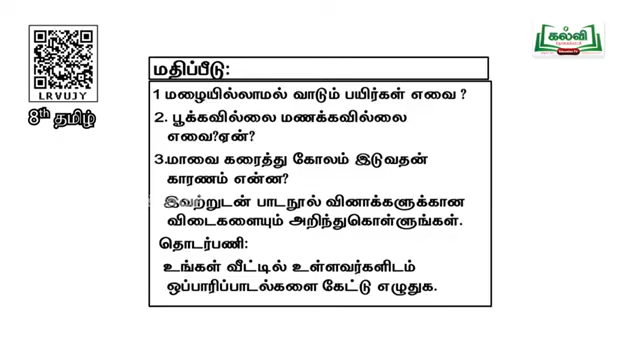 கல்வி
LRVUJY
8th தமிழ்
மதிப்பீடு:
1 மழையில்லாமல் வாடும் பயிர்கள் எவை ?
2. பூக்கவில்லை மணக்கவில்லை
எவை?ஏன்?
3.மாவை கரைத்து கோலம் இடுவதன்
காரணம் என்ன?
இவற்றுடன் பாடநூல் வினாக்களுக்கான
விடைகளையும் அறிந்துகொள்ளுங்கள்.
தொடர்பணி:
உங்கள் வீட்டில் உள்ளவர்களிடம்
ஒப்பாரிப்பாடல்களை கேட்டு எழுதுக.